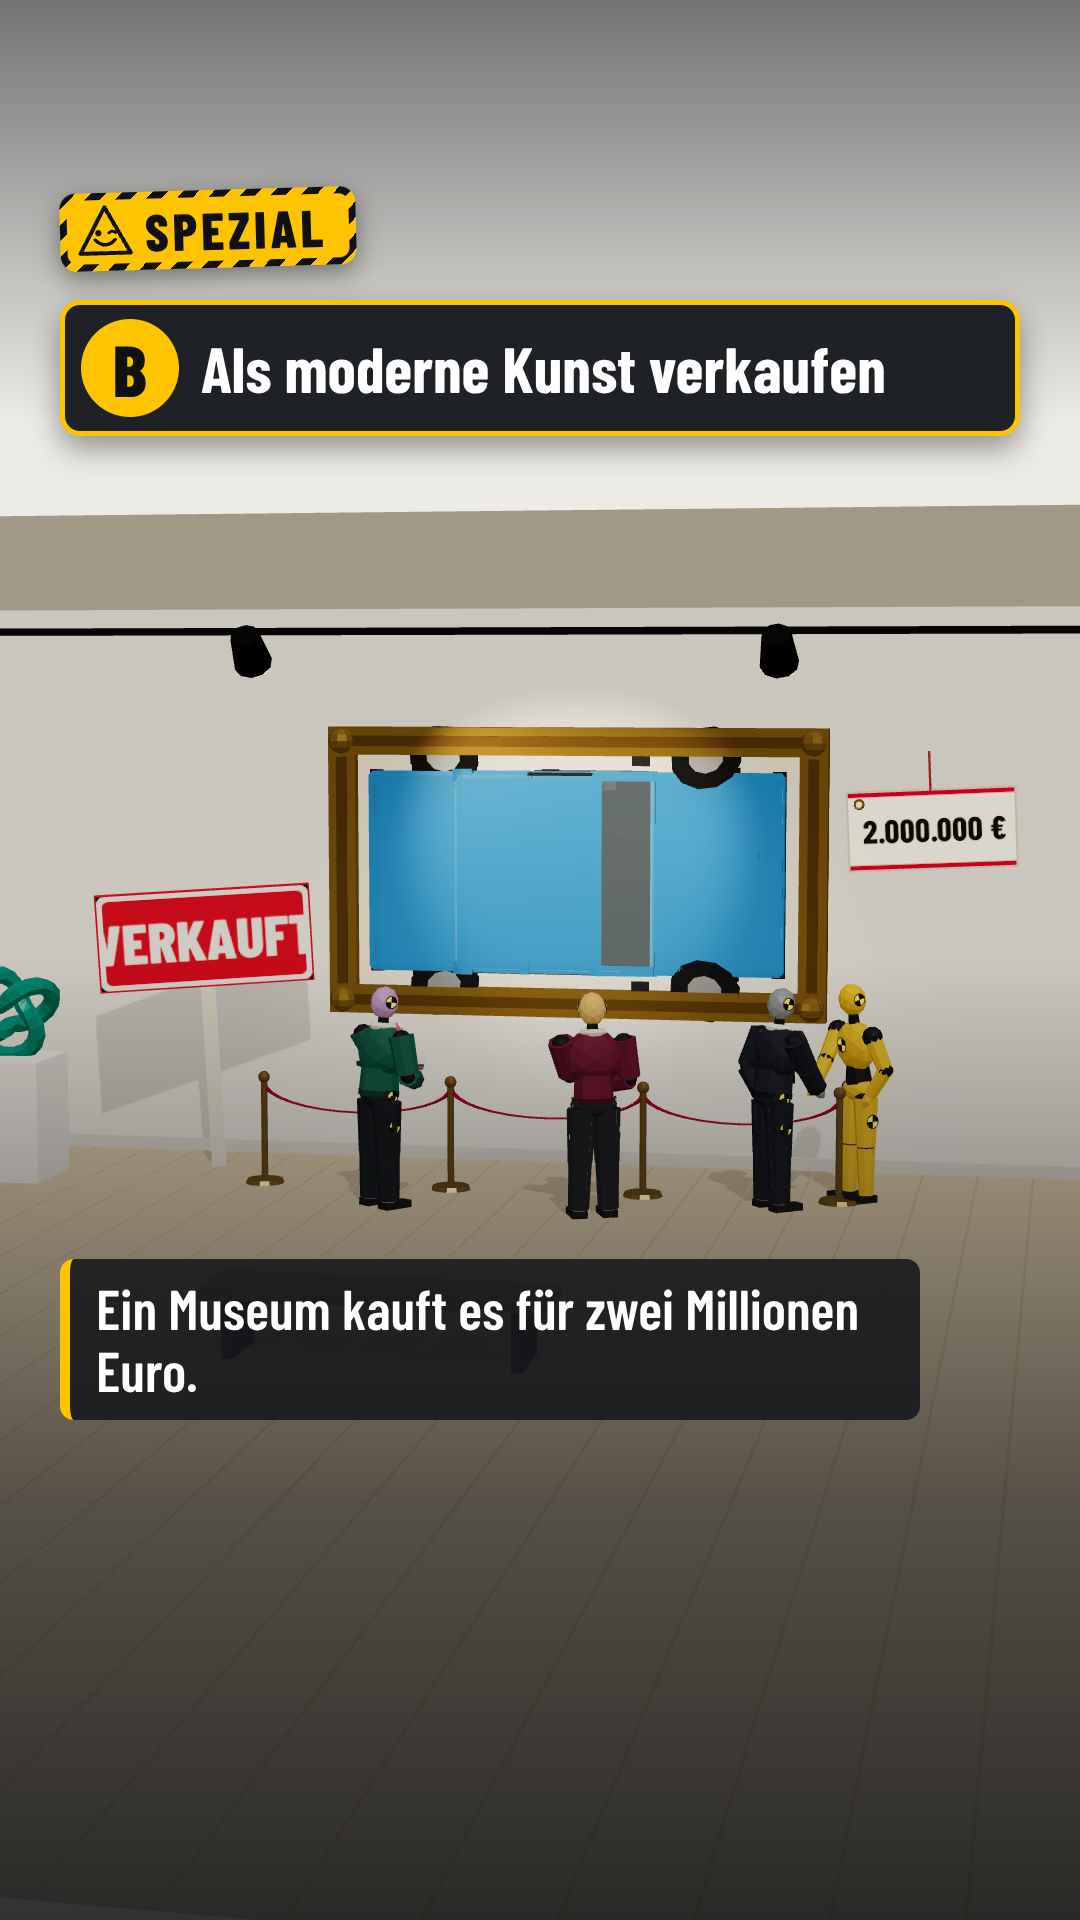 SPEZIAL
B Als moderne Kunst verkaufen
2.000.000 €
VERKAUFT
Ein Museum kauft es für zwei Millionen
Euro.